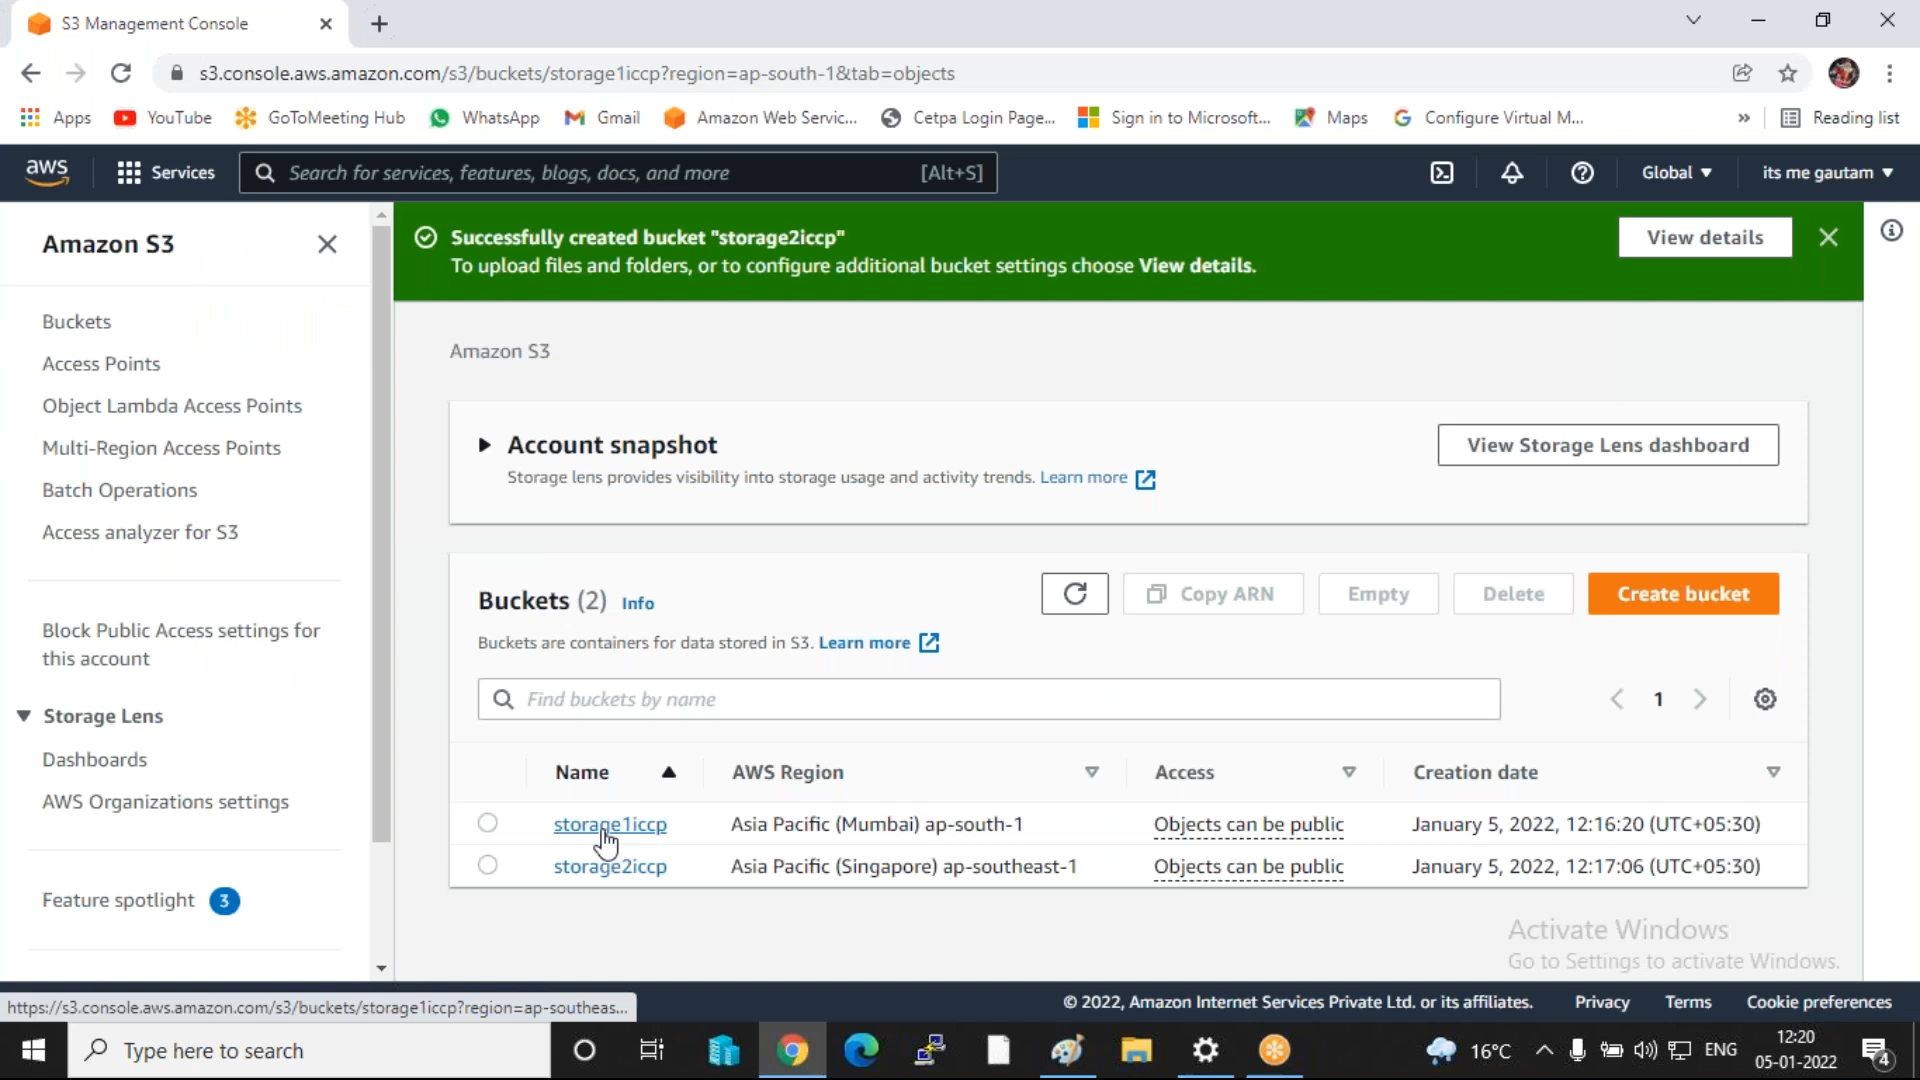 S3 Management Console
s3.console.aws.amazon.com/s3/buckets/storage1iccp?region=ap-south-1&tab=objects
Apps YouTube GoToMeeting Hub WhatsApp Gmail Amazon Web Servic... Cetpa Login Page... Sign in to Microsoft... Maps Configure Virtual M... » Reading list
aws Services Search for services, features, blogs, docs, and more [Alt+S] Global its me gautam
Amazon S3
Buckets
Access Points
Object Lambda Access Points
Multi-Region Access Points
Batch Operations
Access analyzer for S3
Block Public Access settings for
this account
Storage Lens
Dashboards
AWS Organizations settings
Feature spotlight 3
Successfully created bucket "storage2iccp"
To upload files and folders, or to configure additional bucket settings choose View details.
View details
Amazon S3
Account snapshot
Storage lens provides visibility into storage usage and activity trends. Learn more
View Storage Lens dashboard
Buckets (2) Info
Copy ARN Empty Delete Create bucket
Buckets are containers for data stored in S3. Learn more
Find buckets by name
1
Name AWS Region Access Creation date
storage1iccp Asia Pacific (Mumbai) ap-south-1 Objects can be public January 5, 2022, 12:16:20 (UTC+05:30)
storage2iccp Asia Pacific (Singapore) ap-southeast-1 Objects can be public January 5, 2022, 12:17:06 (UTC+05:30)
Activate Windows
Go to Settings to activate Windows.
https://s3.console.aws.amazon.com/s3/buckets/storage1iccp?region=ap-southeas...
© 2022, Amazon Internet Services Private Ltd. or its affiliates. Privacy Terms Cookie preferences
Type here to search
16°C ENG
12:20
05-01-2022
4